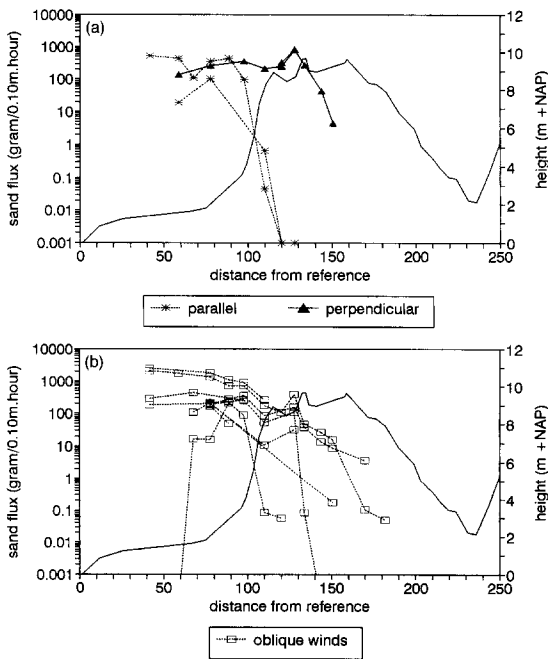 (a)
sand flux (gram/0.10m.hour)
10000
1000
100
10
1
0.1
0.01
0.001
12
10
8
6
4
2
0
height (m + NAP)
0 50 100 150 200 250
distance from reference
parallel perpendicular
(b)
sand flux (gram/0.10m.hour)
10000
1000
100
10
1
0.1
0.01
0.001
12
10
8
6
4
2
0
height (m + NAP)
0 50 100 150 200 250
distance from reference
oblique winds